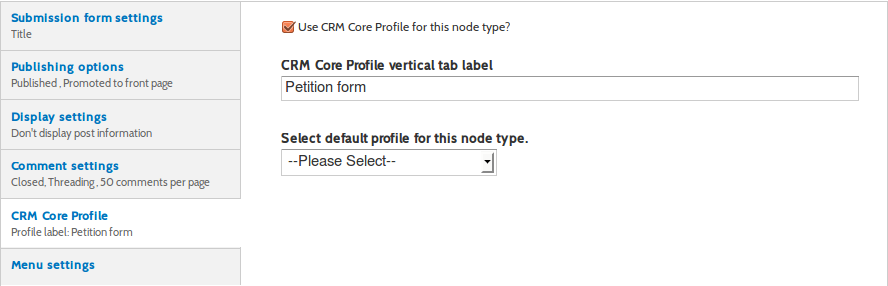 Submission form settings
Title
Publishing options
Published , Promoted to front page
Display settings
Don't display post information
Comment settings
Closed, Threading , 50 comments per page
CRM Core Profile
Profile label: Petition form
Menu settings
Use CRM Core Profile for this node type?
CRM Core Profile vertical tab label
Petition form
Select default profile for this node type.
--Please Select--